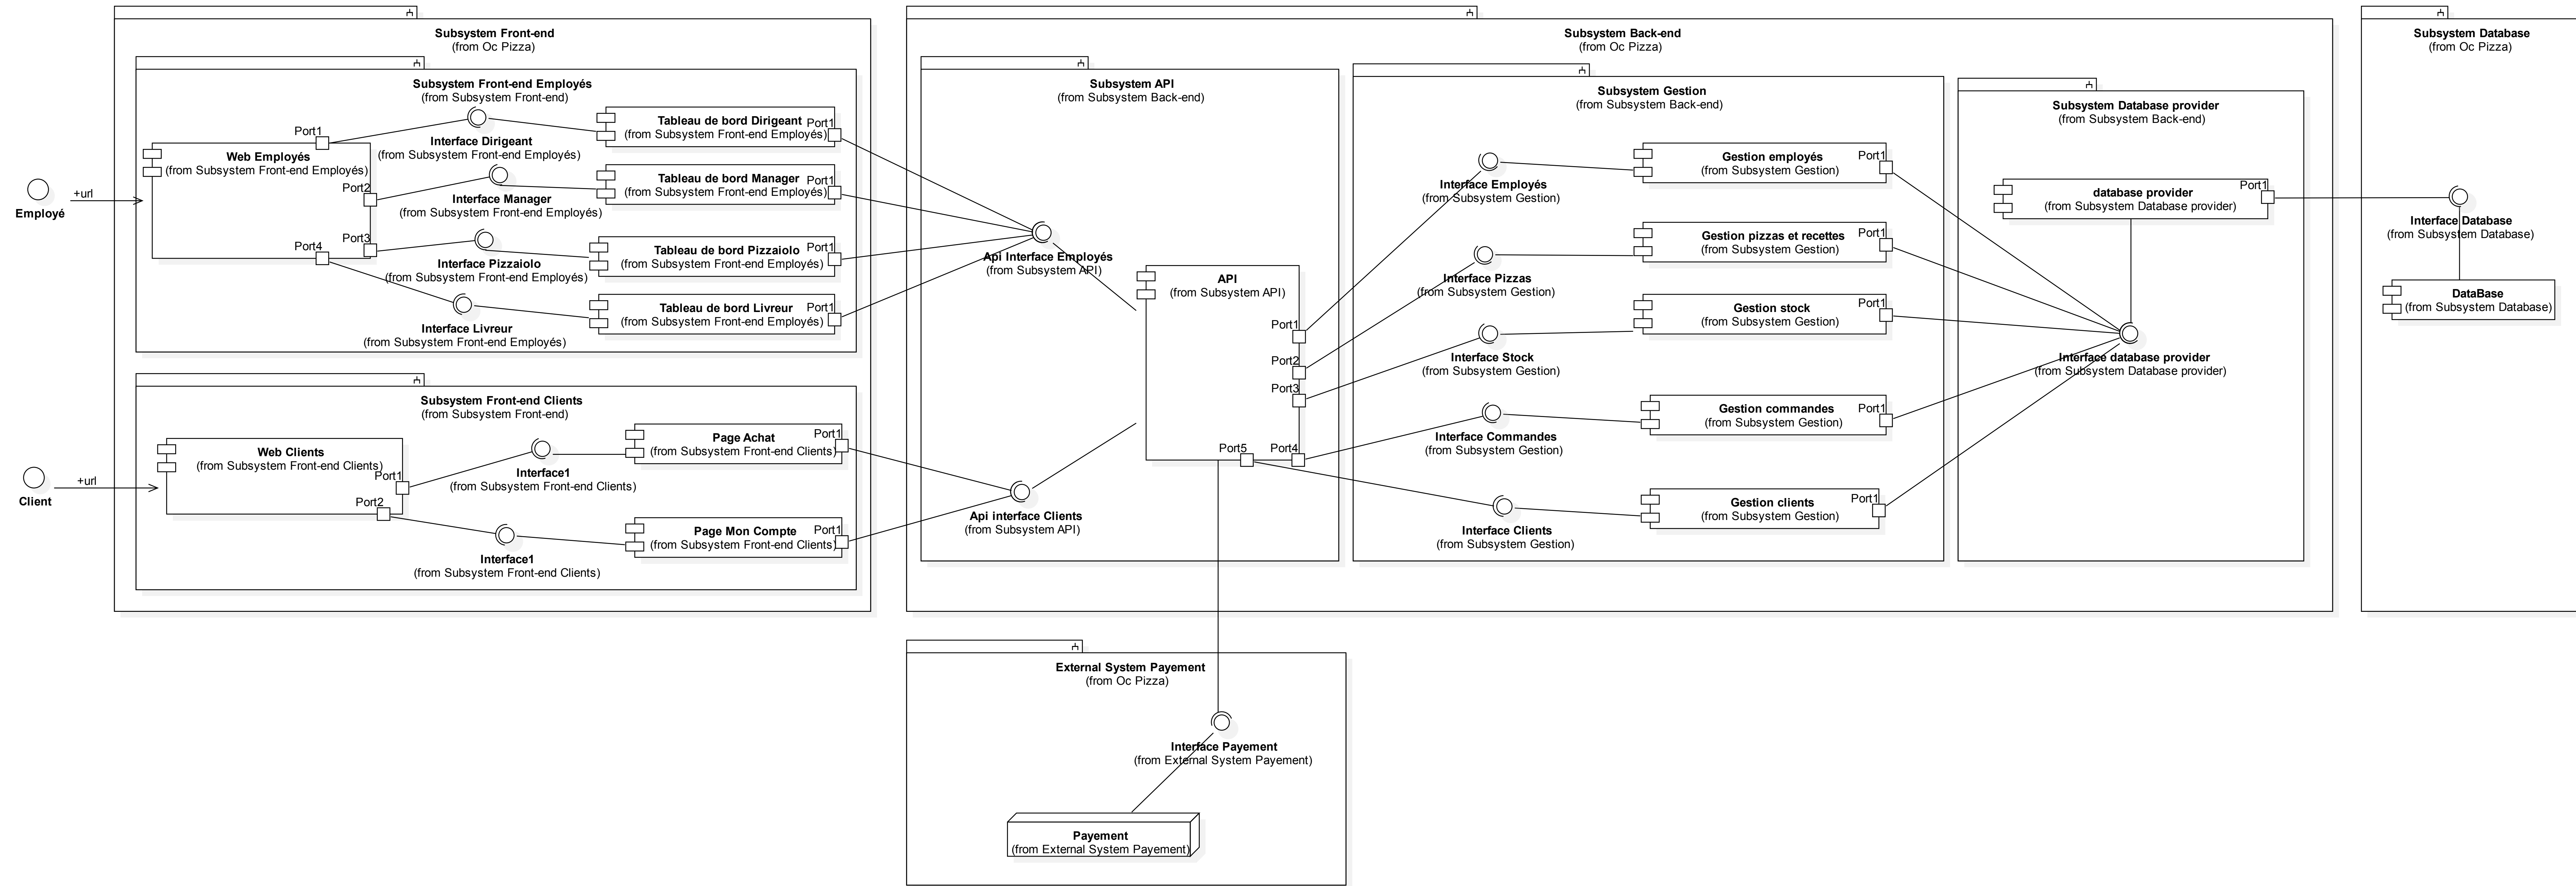 Subsystem Front-end
(from Oc Pizza)
Subsystem Front-end Employés
(from Subsystem Front-end)
Employé
+url
Web Employés
(from Subsystem Front-end Employés)
Port1
Port2
Port3
Port4
Interface Dirigeant
(from Subsystem Front-end Employés)
Interface Manager
(from Subsystem Front-end Employés)
Interface Pizzaiolo
(from Subsystem Front-end Employés)
Interface Livreur
(from Subsystem Front-end Employés)
Tableau de bord Dirigeant
(from Subsystem Front-end Employés)
Port1
Tableau de bord Manager
(from Subsystem Front-end Employés)
Port1
Tableau de bord Pizzaiolo
(from Subsystem Front-end Employés)
Port1
Tableau de bord Livreur
(from Subsystem Front-end Employés)
Port1
Subsystem Front-end Clients
(from Subsystem Front-end)
Client
+url
Web Clients
(from Subsystem Front-end Clients)
Port1
Port2
Interface1
(from Subsystem Front-end Clients)
Interface1
(from Subsystem Front-end Clients)
Page Achat
(from Subsystem Front-end Clients)
Port1
Page Mon Compte
(from Subsystem Front-end Clients)
Port1
Subsystem Back-end
(from Oc Pizza)
Subsystem API
(from Subsystem Back-end)
Api Interface Employés
(from Subsystem API)
Api interface Clients
(from Subsystem API)
API
(from Subsystem API)
Port1
Port2
Port3
Port5
Port4
Subsystem Gestion
(from Subsystem Back-end)
Interface Employés
(from Subsystem Gestion)
Interface Pizzas
(from Subsystem Gestion)
Interface Stock
(from Subsystem Gestion)
Interface Commandes
(from Subsystem Gestion)
Interface Clients
(from Subsystem Gestion)
Gestion employés
(from Subsystem Gestion)
Port1
Gestion pizzas et recettes
(from Subsystem Gestion)
Port1
Gestion stock
(from Subsystem Gestion)
Port1
Gestion commandes
(from Subsystem Gestion)
Port1
Gestion clients
(from Subsystem Gestion)
Port1
Subsystem Database provider
(from Subsystem Back-end)
database provider
(from Subsystem Database provider)
Port1
Interface database provider
(from Subsystem Database provider)
Subsystem Database
(from Oc Pizza)
Interface Database
(from Subsystem Database)
DataBase
(from Subsystem Database)
External System Payement
(from Oc Pizza)
Interface Payement
(from External System Payement)
Payement
(from External System Payement)